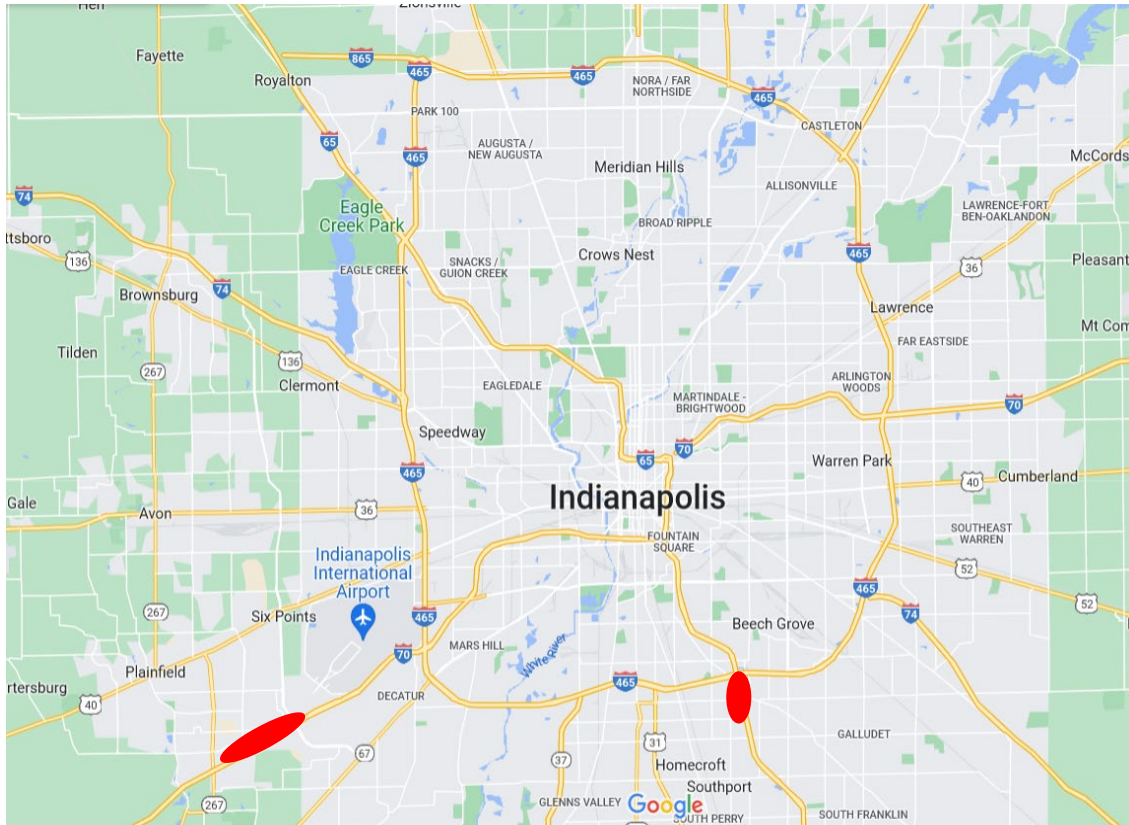 Fayette
Royalton
865
465
465
NORA / FAR
NORTHSIDE
465
PARK 100
CASTLETON
65
AUGUSTA /
NEW AUGUSTA
465
Meridian Hills
McCords
ALLISONVILLE
74
Eagle
Creek Park
BROAD RIPPLE
LAWRENCE-FORT
BEN-OAKLANDON
ttsboro
136
EAGLE CREEK
SNACKS /
GUION CREEK
Crows Nest
465
36
Pleasant
Brownsburg
74
Lawrence
Mt Com
Tilden
136
FAR EASTSIDE
267
Clermont
EAGLEDALE
ARLINGTON
WOODS
MARTINDALE -
BRIGHTWOOD
70
Speedway
465
65
70
Warren Park
Cumberland
40
Gale
Avon
36
Indianapolis
SOUTHEAST
WARREN
FOUNTAIN
SQUARE
Indianapolis
International
Airport
52
52
267
Six Points
465
465
74
Beech Grove
MARS HILL
White River
70
Plainfield
rtersburg
40
DECATUR
465
67
31
GALLUDET
37
Homecroft
Southport
267
GLENNS VALLEY
Google
SOUTH PERRY
SOUTH FRANKLIN